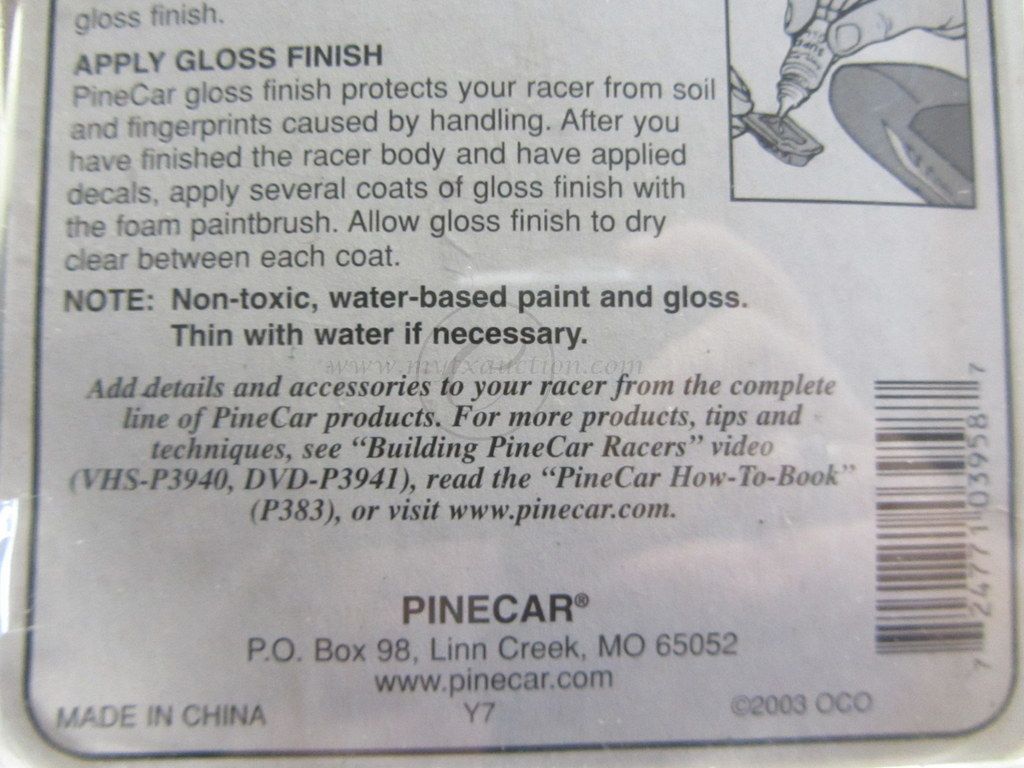 gloss finish.
APPLY GLOSS FINISH
PineCar gloss finish protects your racer from soil
and fingerprints caused by handling. After you
have finished the racer body and have applied
decals, apply several coats of gloss finish with
the foam paintbrush. Allow gloss finish to dry
clear between each coat.
NOTE: Non-toxic, water-based paint and gloss.
Thin with water if necessary.
www.mytxauction.com
Add details and accessories to your racer from the complete
line of PineCar products. For more products, tips and
techniques, see “Building PineCar Racers” video
(VHS-P3940, DVD-P3941), read the “PineCar How-To-Book”
(P383), or visit www.pinecar.com.
7 24771 03958 7
PINECAR®
P.O. Box 98, Linn Creek, MO 65052
www.pinecar.com
MADE IN CHINA Y7 ©2003 OCO